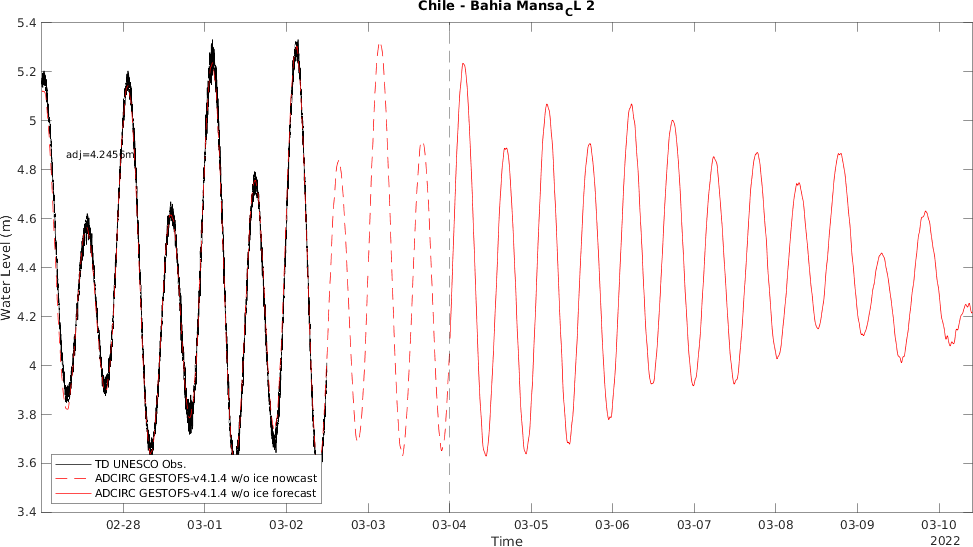 Chile - Bahia MansaCL 2
5.4
5.2
5
4.8
4.6
4.4
4.2
4
3.8
3.6
3.4
Water Level (m)
adj=4.2456m
TD UNESCO Obs.
ADCIRC GESTOFS-v4.1.4 w/o ice nowcast
ADCIRC GESTOFS-v4.1.4 w/o ice forecast
02-28 03-01 03-02 03-03 03-04 03-05 03-06 03-07 03-08 03-09 03-10
Time
2022